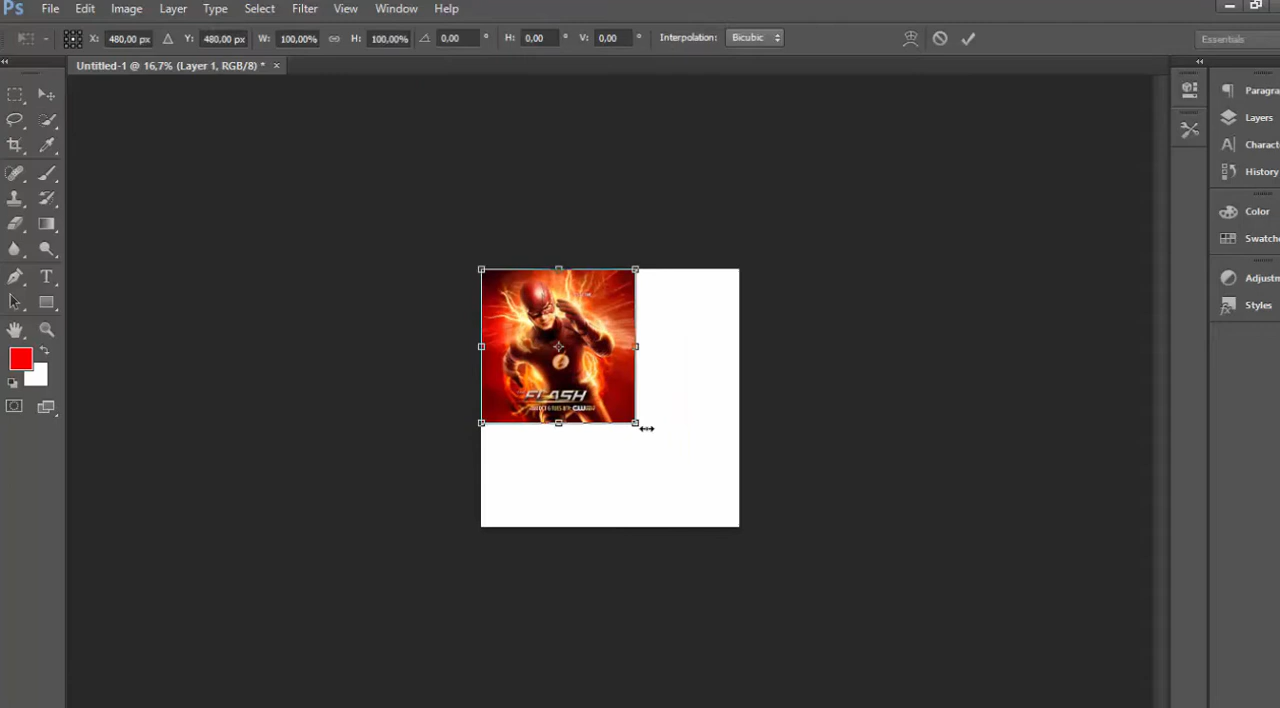 Ps File Edit Image Layer Type Select Filter View Window Help
X: 480,00 px Y: 480,00 px W: 100,00% H: 100,00% 0.00 ° H: 0,00 ° V: 0,00 ° Interpolation: Bicubic Essentials
Untitled-1 @ 16,7% (Layer 1, RGB/8) * ×
Paragra
Layers
Charact
History
Color
Swatche
Adjustm
Styles
FLASH
CW